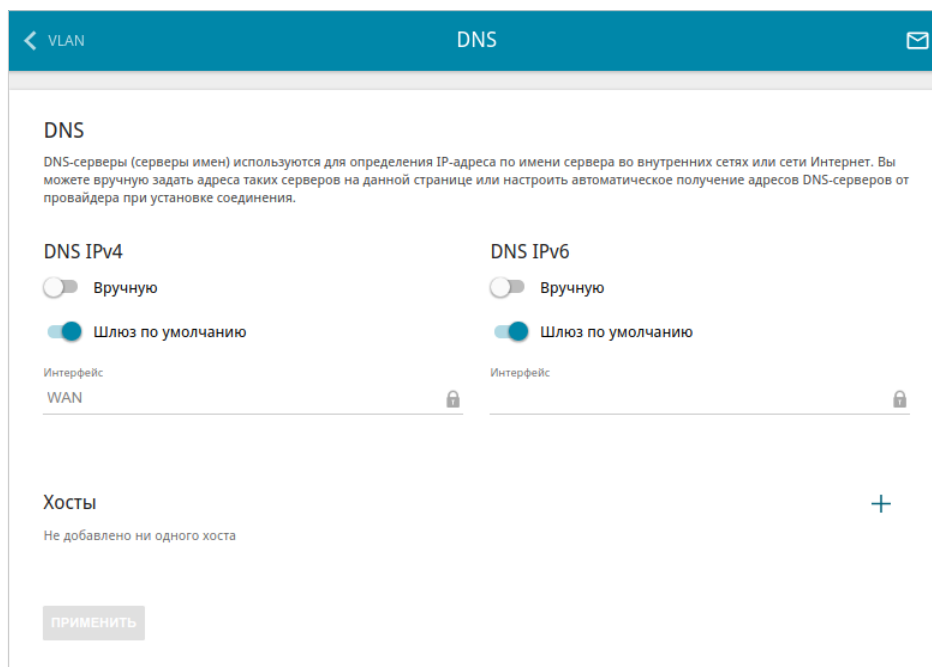 VLAN
DNS
DNS
DNS-серверы (серверы имен) используются для определения IP-адреса по имени сервера во внутренних сетях или сети Интернет. Вы
можете вручную задать адреса таких серверов на данной странице или настроить автоматическое получение адресов DNS-серверов от
провайдера при установке соединения.
DNS IPv4
Вручную
Шлюз по умолчанию
Интерфейс
WAN
DNS IPv6
Вручную
Шлюз по умолчанию
Интерфейс
Хосты
Не добавлено ни одного хоста
ПРИМЕНИТЬ